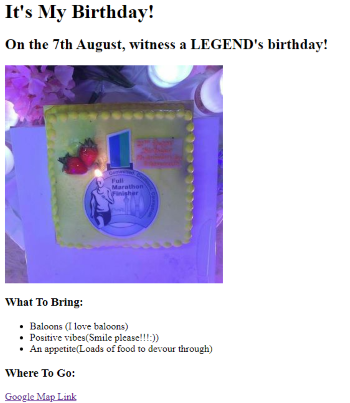 It's My Birthday!
On the 7th August, witness a LEGEND's birthday!
Full
Marathon
Finisher
What To Bring:
Baloons (I love baloons)
Positive vibes(Smile please!!!:))
An appetite(Loads of food to devour through)
Where To Go:
Google Map Link